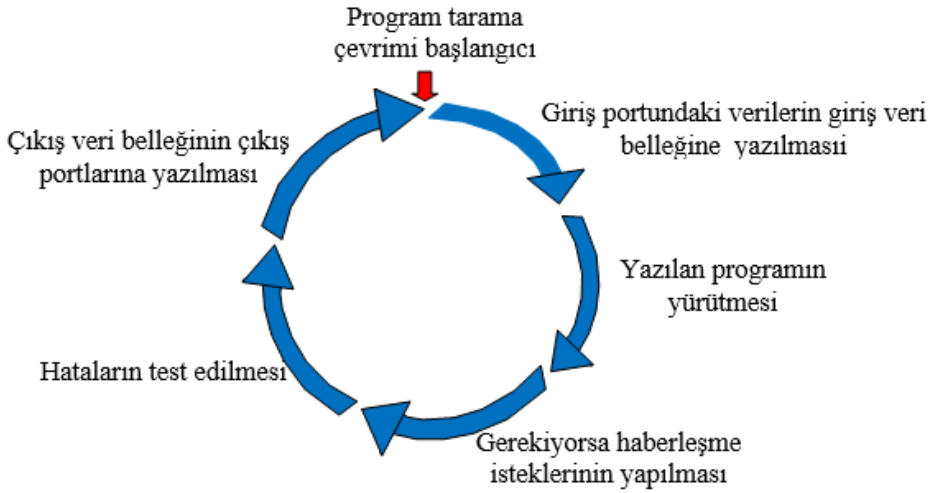 Program tarama
çevrimi başlangıcı
Giriş portundaki verilerin giriş veri
belleğine yazılmasıi
Yazılan programın
yürütmesi
Gerekiyorsa haberleşme
isteklerinin yapılması
Hataların test edilmesi
Çıkış veri belleğinin çıkış
portlarına yazılması